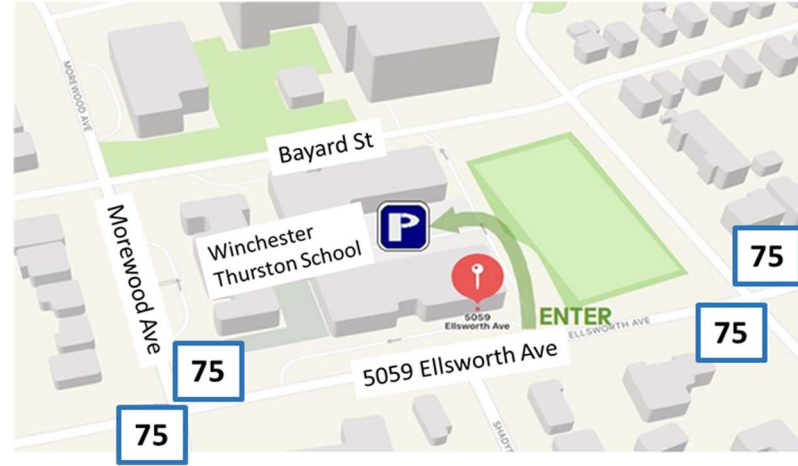 MOREWOOD AVE
Bayard St
Morewood Ave
Winchester
Thurston School
P
75
5059
Ellsworth Ave
ENTER
ELLSWORTH AVE
75
5059 Ellsworth Ave
75
75
SHADY